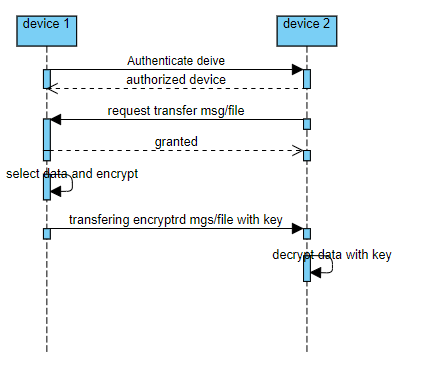 device 1
device 2
Authenticate deive
authorized device
request transfer msg/file
granted
select data and encrypt
transfering encryptrd mgs/file with key
decrypt data with key